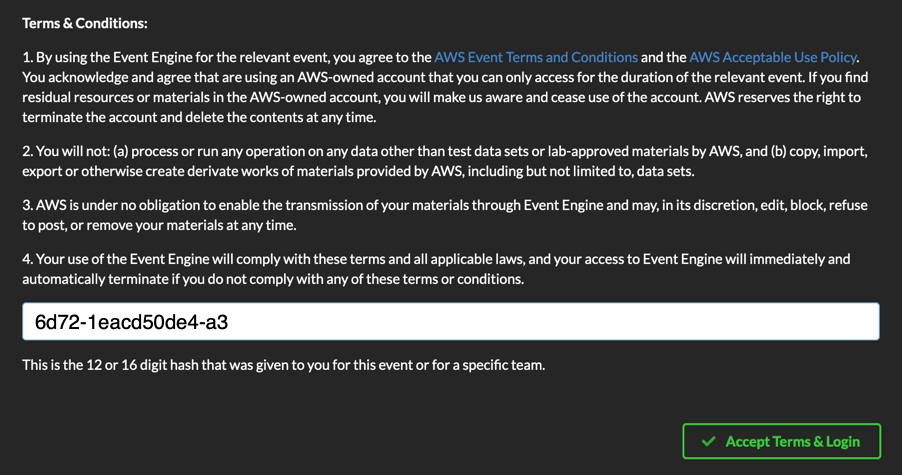 Terms & Conditions:
1. By using the Event Engine for the relevant event, you agree to the AWS Event Terms and Conditions and the AWS Acceptable Use Policy.
You acknowledge and agree that are using an AWS-owned account that you can only access for the duration of the relevant event. If you find
residual resources or materials in the AWS-owned account, you will make us aware and cease use of the account. AWS reserves the right to
terminate the account and delete the contents at any time.
2. You will not: (a) process or run any operation on any data other than test data sets or lab-approved materials by AWS, and (b) copy, import,
export or otherwise create derivate works of materials provided by AWS, including but not limited to, data sets.
3. AWS is under no obligation to enable the transmission of your materials through Event Engine and may, in its discretion, edit, block, refuse
to post, or remove your materials at any time.
4. Your use of the Event Engine will comply with these terms and all applicable laws, and your access to Event Engine will immediately and
automatically terminate if you do not comply with any of these terms or conditions.
6d72-1eacd50de4-a3
This is the 12 or 16 digit hash that was given to you for this event or for a specific team.
Accept Terms & Login